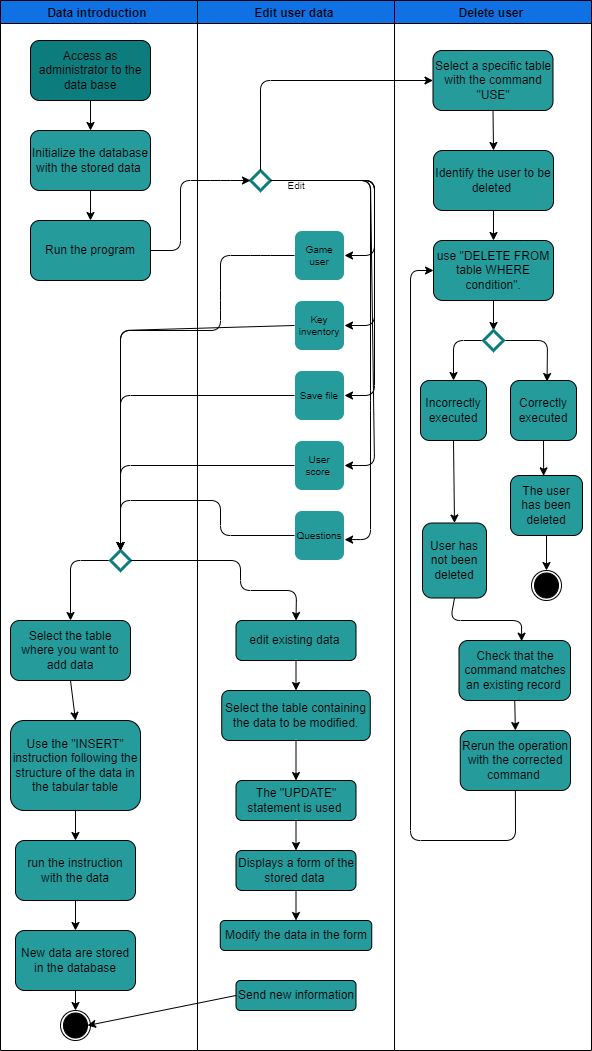 Data introduction
Edit user data
Delete user
Access as
administrator to the
data base
Initialize the database
with the stored data
Run the program
Edit
Game
user
Key
inventory
Save file
User
score
Questions
Select the table
where you want to
add data
Use the "INSERT"
instruction following the
structure of the data in
the tabular table
run the instruction
with the data
New data are stored
in the database
edit existing data
Select the table containing
the data to be modified.
The "UPDATE"
statement is used
Displays a form of the
stored data
Modify the data in the form
Send new information
Select a specific table
with the command
"USE"
Identify the user to be
deleted
use "DELETE FROM
table WHERE
condition".
Incorrectly
executed
Correctly
executed
The user
has been
deleted
User has
not been
deleted
Check that the
command matches
an existing record
Rerun the operation
with the corrected
command